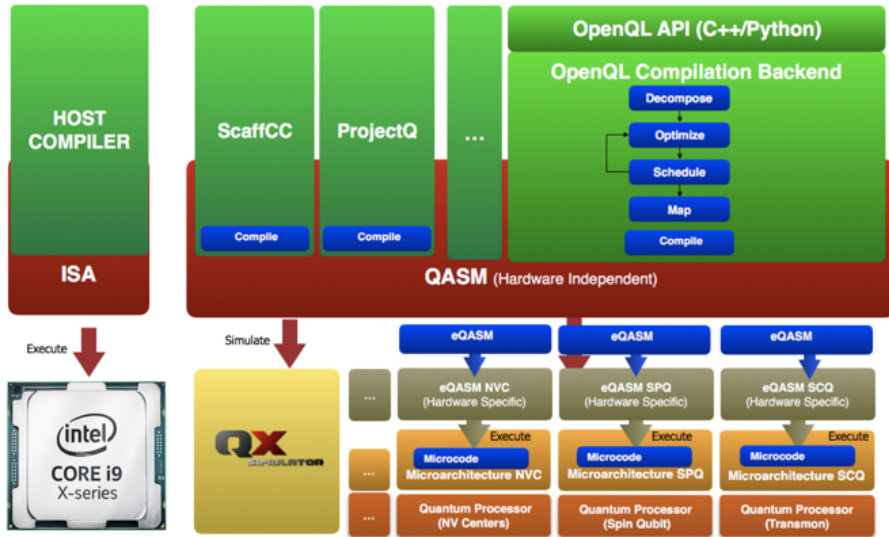 HOST
COMPILER
ISA
Execute
intel
CORE i9
X-series
ScaffCC
Compile
ProjectQ
Compile
...
OpenQL API (C++/Python)
OpenQL Compilation Backend
Decompose
Optimize
Schedule
Map
Compile
QASM (Hardware Independent)
Simulate
QX
SIMULATOR
eQASM
eQASM
eQASM
...
eQASM NVC
(Hardware Specific)
eQASM SPQ
(Hardware Specific)
eQASM SCQ
(Hardware Specific)
Execute
Execute
Execute
...
Microcode
Microarchitecture NVC
Microcode
Microarchitecture SPQ
Microcode
Microarchitecture SCQ
...
Quantum Processor
(NV Centers)
Quantum Processor
(Spin Qubit)
Quantum Processor
(Transmon)